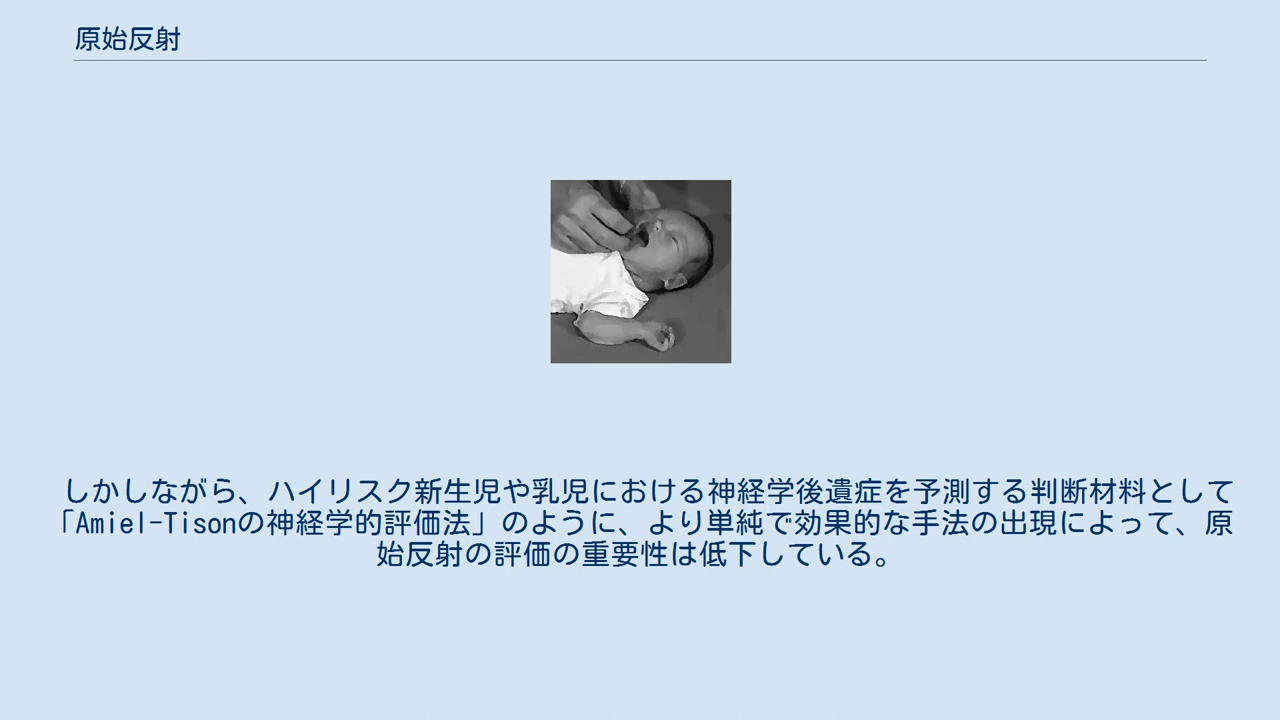 原始反射
しかしながら、ハイリスク新生児や乳児における神経学後遺症を予測する判断材料として
「Amiel-Tisonの神経学的評価法」のように、より単純で効果的な手法の出現によって、原
始反射の評価の重要性は低下している。